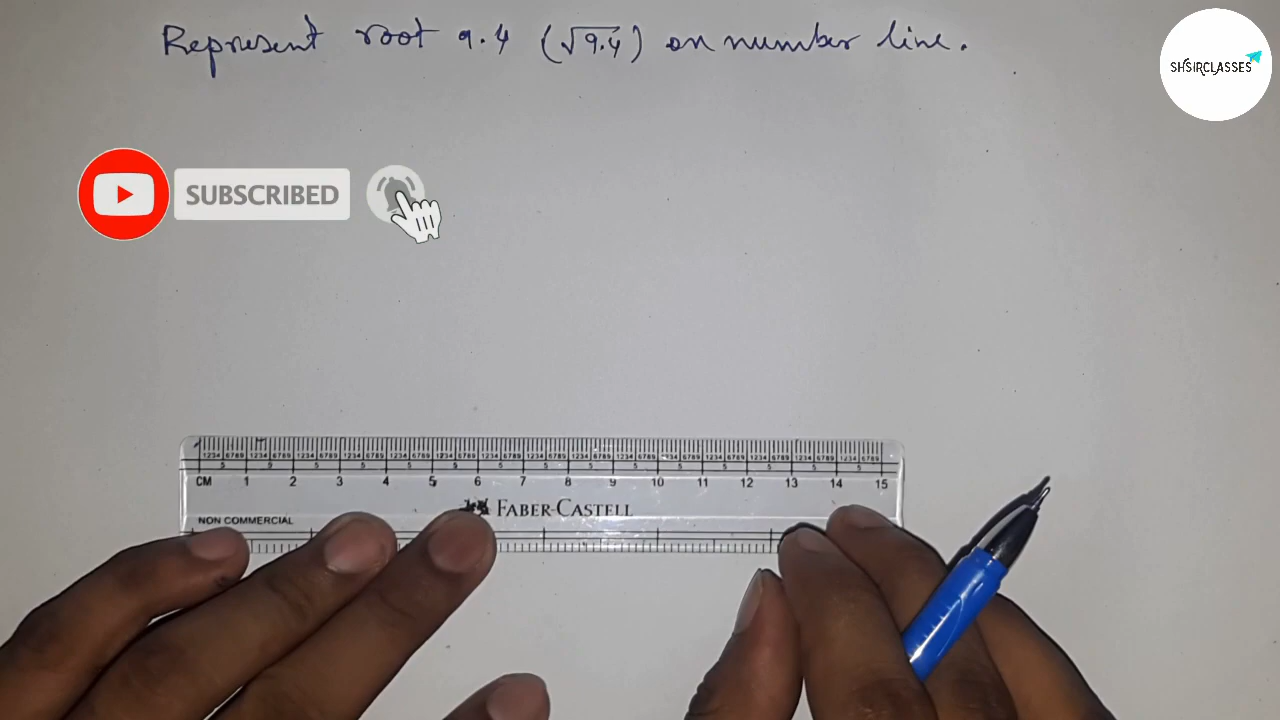 Represent root 9.4 (√9.4) on number line.
SHSIRCLASSES
SUBSCRIBED
CM 1 2 3 4 5 6 7 8 9 10 11 12 13 14 15
FABER-CASTELL
NON COMMERCIAL